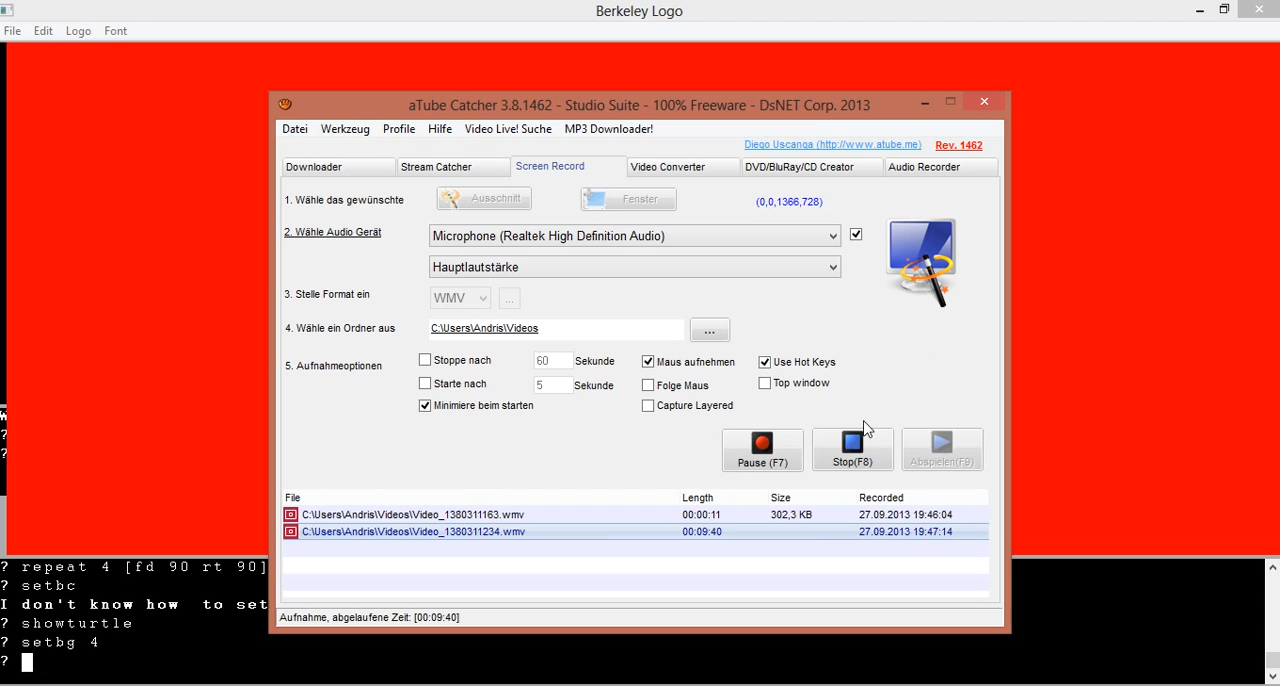 Berkeley Logo
File Edit Logo Font
aTube Catcher 3.8.1462 - Studio Suite - 100% Freeware - DsNET Corp. 2013
Datei Werkzeug Profile Hilfe Video Live! Suche MP3 Downloader!
Diego Uscanga (http://www.atube.me) Rev. 1462
Downloader Stream Catcher Screen Record Video Converter DVD/BluRay/CD Creator Audio Recorder
1. Wähle das gewünschte Ausschnitt Fenster (0,0,1366,728)
2. Wähle Audio Gerät Microphone (Realtek High Definition Audio)
Hauptlautstärke
3. Stelle Format ein WMV ...
4. Wähle ein Ordner aus C:\Users\Andris\Videos ...
5. Aufnahmeoptionen Stoppe nach 60 Sekunde Maus aufnehmen Use Hot Keys
Starte nach 5 Sekunde Folge Maus Top window
Minimiere beim starten Capture Layered
Pause (F7) Stop(F8) Abspielen(F9)
File Length Size Recorded
C:\Users\Andris\Videos\Video_1380311163.wmv 00:00:11 302,3 KB 27.09.2013 19:46:04
C:\Users\Andris\Videos\Video_1380311234.wmv 00:09:40 27.09.2013 19:47:14
Aufnahme, abgelaufene Zeit: [00:09:40]
?
?
? repeat 4 [fd 90 rt 90]
? setbc
I don't know how to set
? showturtle
? setbg 4
?